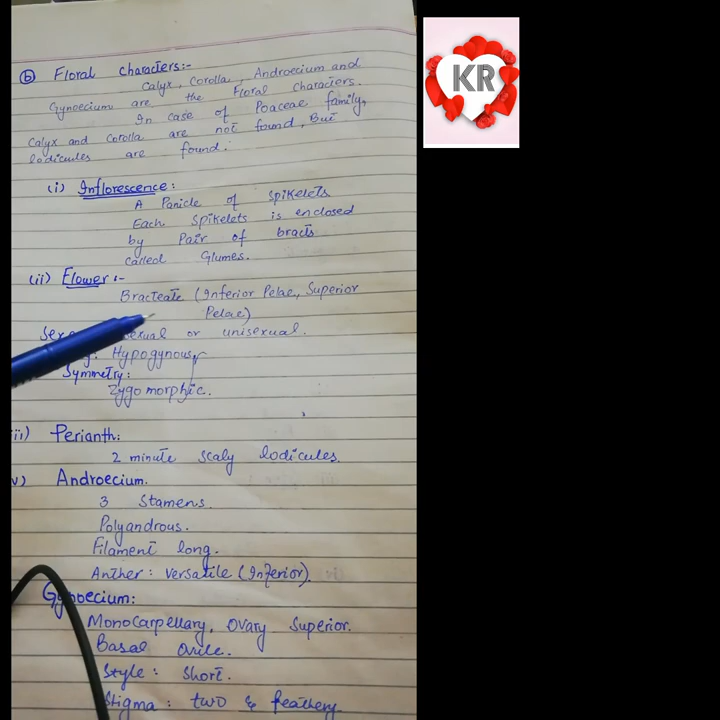 (b) Floral characters:-
Calyx, Corolla, Androecium and
Gynoecium are the Floral characters.
In case of Poaceae family,
Calyx and Corolla are not found, But
lodicules are found.
(i) Inflorescence:
A Panicle of Spikelets
Each Spikelets is enclosed
by Pair of bracts
called Glumes.
(ii) Flower:-
Bracteate (Inferior Pelae, Superior
Pelae)
sexual or unisexual.
Hypogynous,
Symmetry:
Zygomorphic.
iii) Perianth:
2 minute scaly lodicules.
v) Androecium.
3 Stamens.
Polyandrous.
Filament long.
Anther: versatile (Inferior).
Gynoecium:
Monocarpellary, Ovary Superior.
Basal
Style: Short.
Stigma: two & feathery
KR